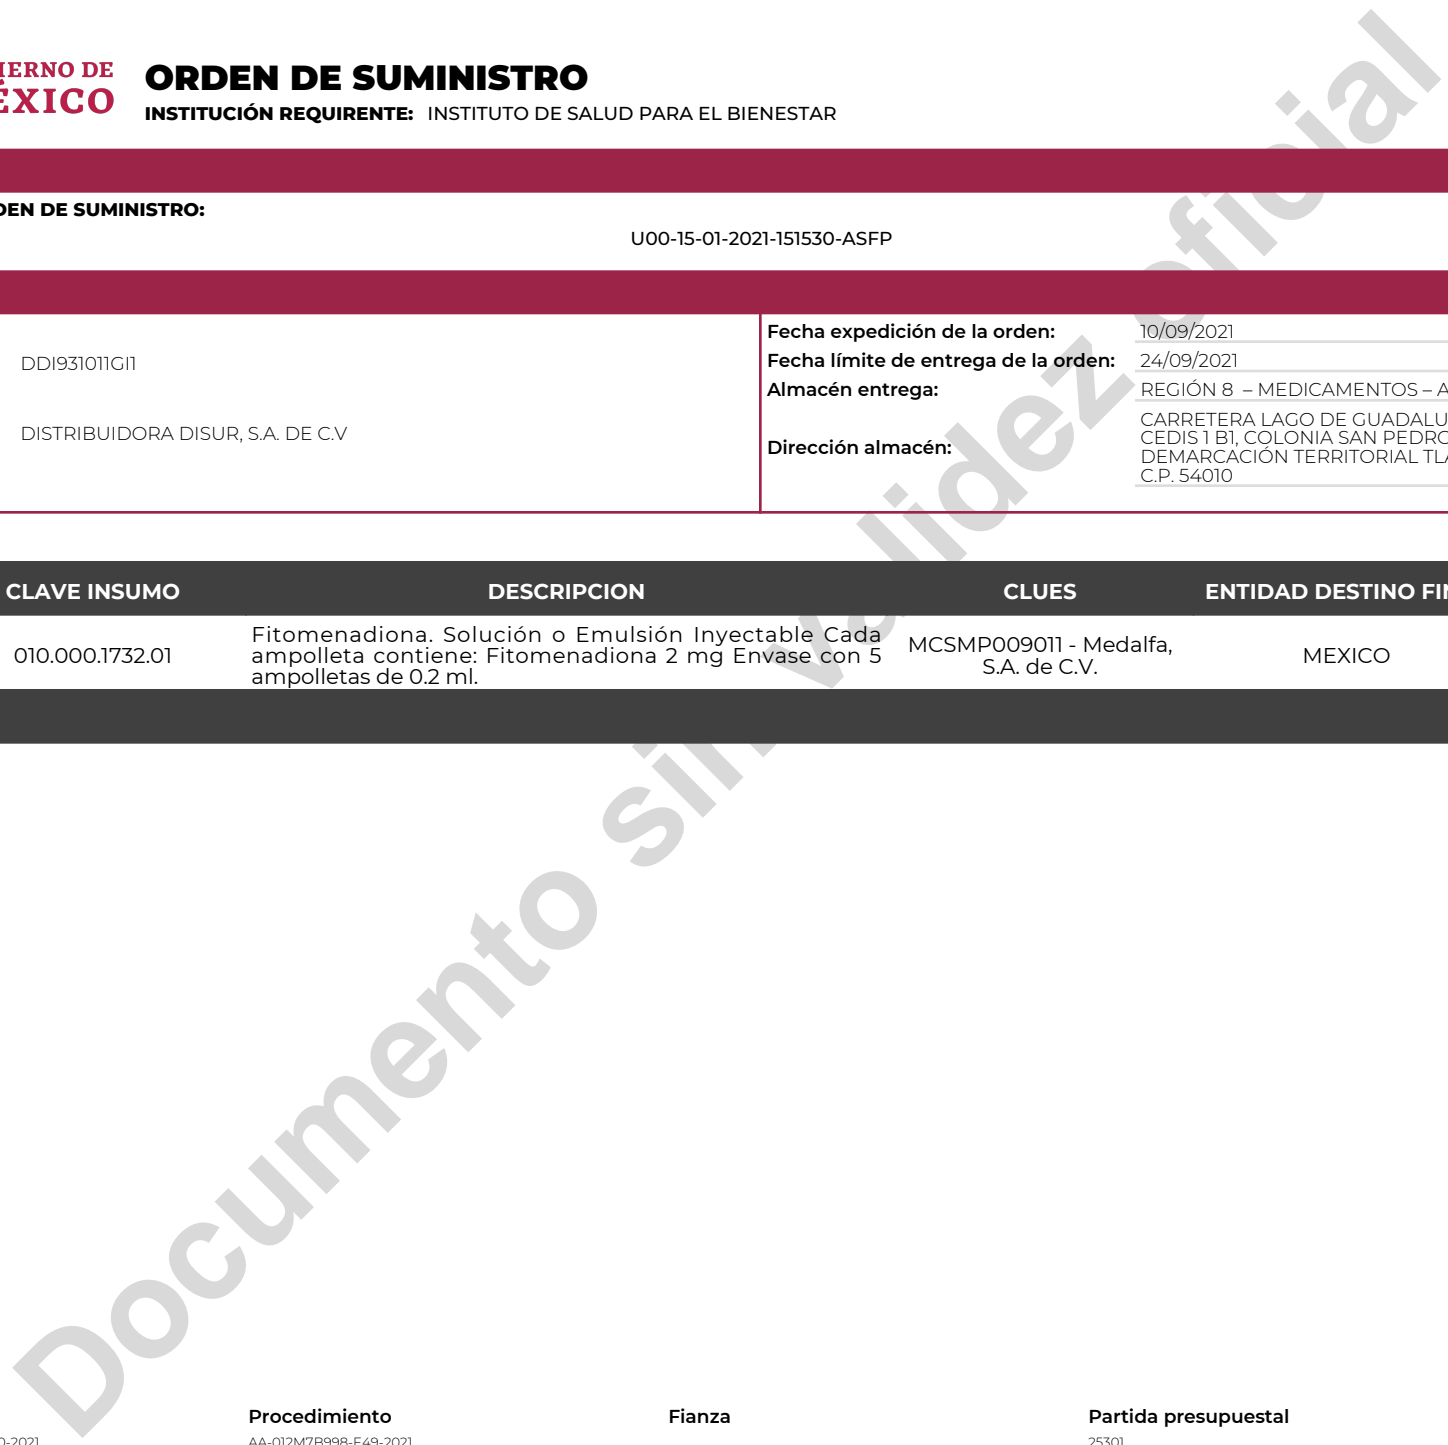 IERNO DE
ÉXICO
ORDEN DE SUMINISTRO
INSTITUCIÓN REQUIRENTE: INSTITUTO DE SALUD PARA EL BIENESTAR
DEN DE SUMINISTRO:
U00-15-01-2021-151530-ASFP
DDI931011GI1
DISTRIBUIDORA DISUR, S.A. DE C.V
Fecha expedición de la orden: 10/09/2021
Fecha límite de entrega de la orden: 24/09/2021
Almacén entrega: REGIÓN 8 – MEDICAMENTOS – A
Dirección almacén:
CARRETERA LAGO DE GUADALU
CEDIS 1 B1, COLONIA SAN PEDRO
DEMARCACIÓN TERRITORIAL TLA
C.P. 54010
CLAVE INSUMO DESCRIPCION CLUES ENTIDAD DESTINO FIN
010.000.1732.01
Fitomenadiona. Solución o Emulsión Inyectable Cada
ampolleta contiene: Fitomenadiona 2 mg Envase con 5
ampolletas de 0.2 ml.
MCSMP009011 - Medalfa,
S.A. de C.V.
MEXICO
Documento sin validez oficial
Procedimiento Fianza Partida presupuestal
0-2021 AA-012M7B998-E49-2021 25301